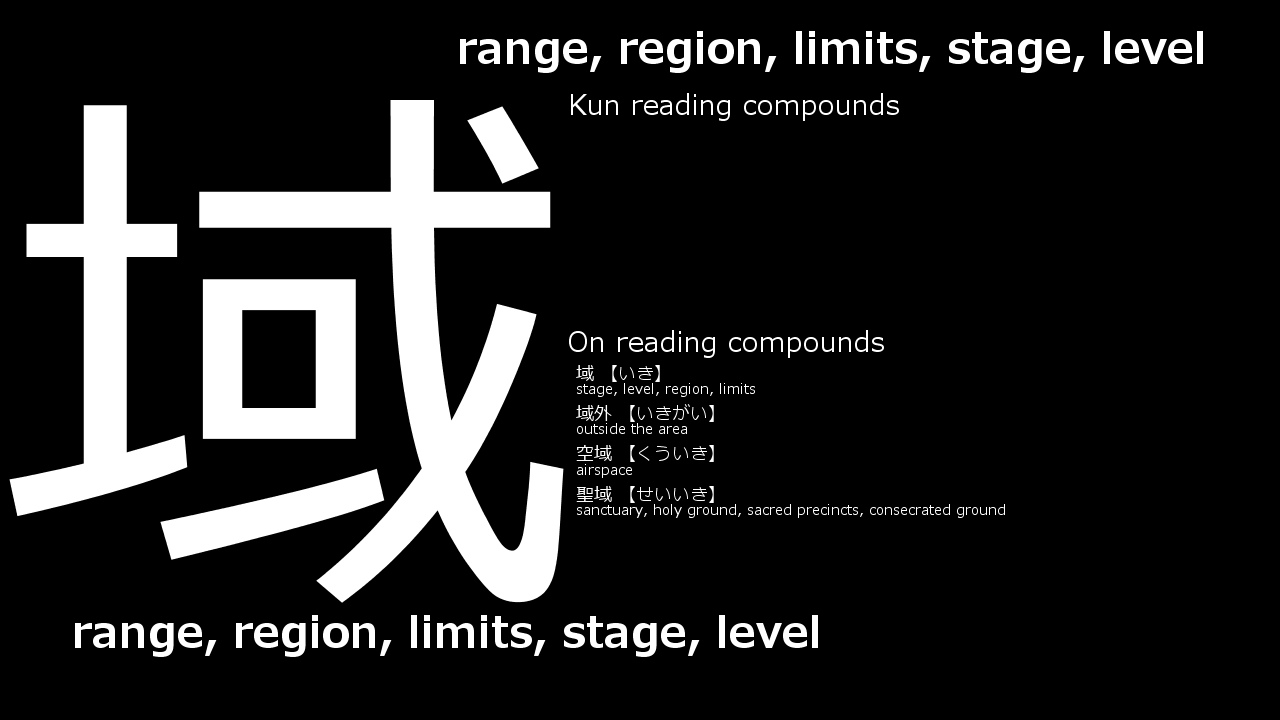 range, region, limits, stage, level
域
Kun reading compounds
On reading compounds
域 【いき】
stage, level, region, limits
域外 【いきがい】
outside the area
空域 【くういき】
airspace
聖域 【せいいき】
sanctuary, holy ground, sacred precincts, consecrated ground
range, region, limits, stage, level